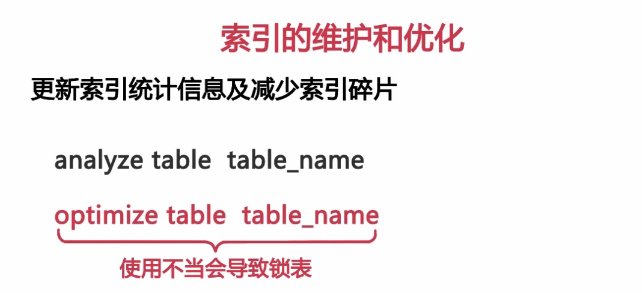 索引的维护和优化
更新索引统计信息及减少索引碎片
analyze table table_name
optimize table table_name
使用不当会导致锁表